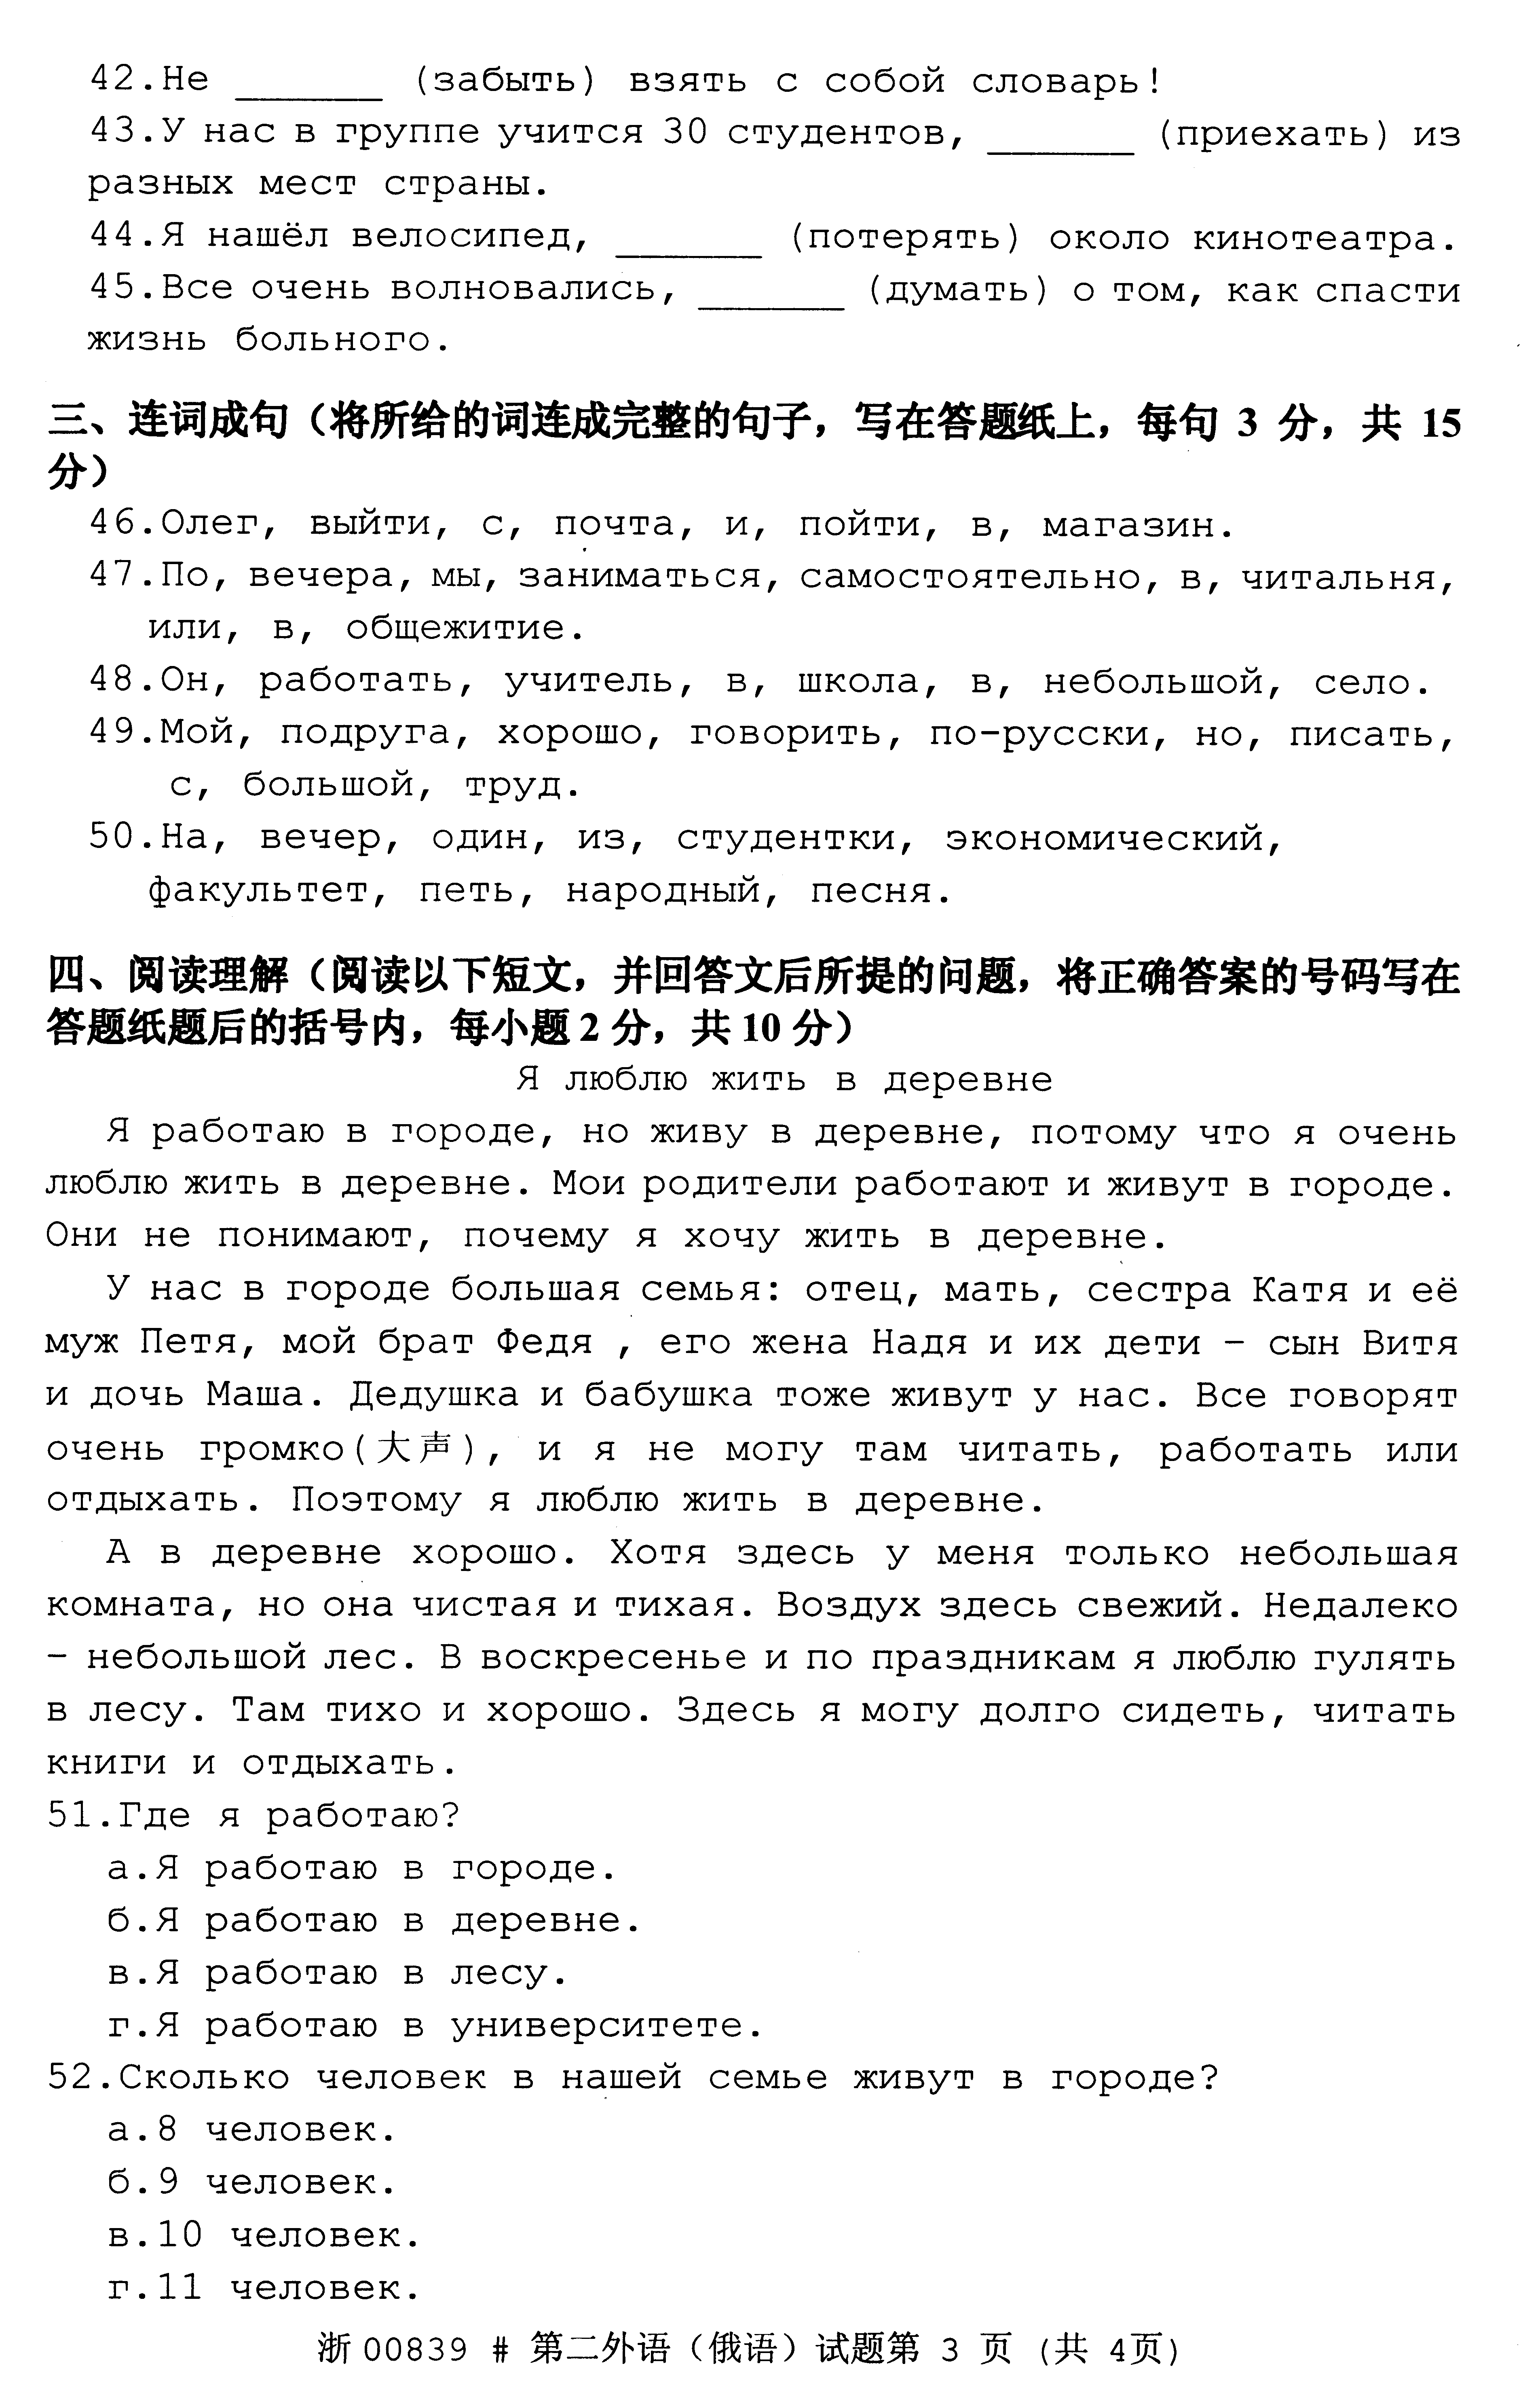 42.Не ______ (забыть) взять с собой словарь!
43.У нас в группе учится 30 студентов, ______ (приехать) из
разных мест страны.
44.Я нашёл велосипед, ______ (потерять) около кинотеатра.
45.Все очень волновались, ______ (думать) о том, как спасти
жизнь больного.
三、连词成句（将所给的词连成完整的句子，写在答题纸上，每句 3 分，共 15
分）
46.Олег, выйти, с, почта, и, пойти, в, магазин.
47.По, вечера, мы, заниматься, самостоятельно, в, читальня,
или, в, общежитие.
48.Он, работать, учитель, в, школа, в, небольшой, село.
49.Мой, подруга, хорошо, говорить, по-русски, но, писать,
с, большой, труд.
50.На, вечер, один, из, студентки, экономический,
факультет, петь, народный, песня.
四、阅读理解（阅读以下短文，并回答文后所提的问题，将正确答案的号码写在
答题纸题后的括号内，每小题 2 分，共 10 分）
Я люблю жить в деревне
Я работаю в городе, но живу в деревне, потому что я очень
люблю жить в деревне. Мои родители работают и живут в городе.
Они не понимают, почему я хочу жить в деревне.
У нас в городе большая семья: отец, мать, сестра Катя и её
муж Петя, мой брат Федя , его жена Надя и их дети - сын Витя
и дочь Маша. Дедушка и бабушка тоже живут у нас. Все говорят
очень громко(大声), и я не могу там читать, работать или
отдыхать. Поэтому я люблю жить в деревне.
А в деревне хорошо. Хотя здесь у меня только небольшая
комната, но она чистая и тихая. Воздух здесь свежий. Недалеко
- небольшой лес. В воскресенье и по праздникам я люблю гулять
в лесу. Там тихо и хорошо. Здесь я могу долго сидеть, читать
книги и отдыхать.
51.Где я работаю?
а.Я работаю в городе.
б.Я работаю в деревне.
в.Я работаю в лесу.
г.Я работаю в университете.
52.Сколько человек в нашей семье живут в городе?
а.8 человек.
б.9 человек.
в.10 человек.
г.11 человек.
浙 00839 # 第二外语（俄语）试题第 3 页 (共 4页)